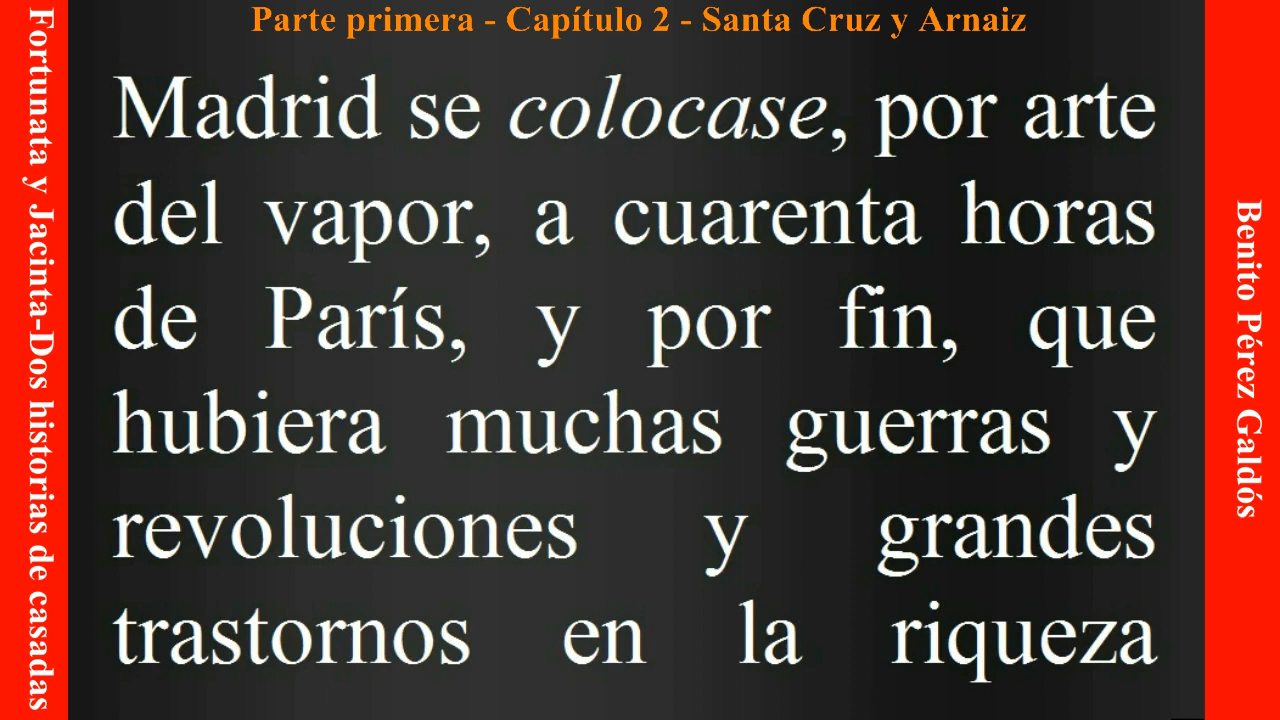 Parte primera - Capítulo 2 - Santa Cruz y Arnaiz
Fortunata y Jacinta-Dos historias de casadas
Madrid se colocase, por arte
del vapor, a cuarenta horas
de París, y por fin, que
hubiera muchas guerras y
revoluciones y grandes
trastornos en la riqueza
Benito Pérez Galdós